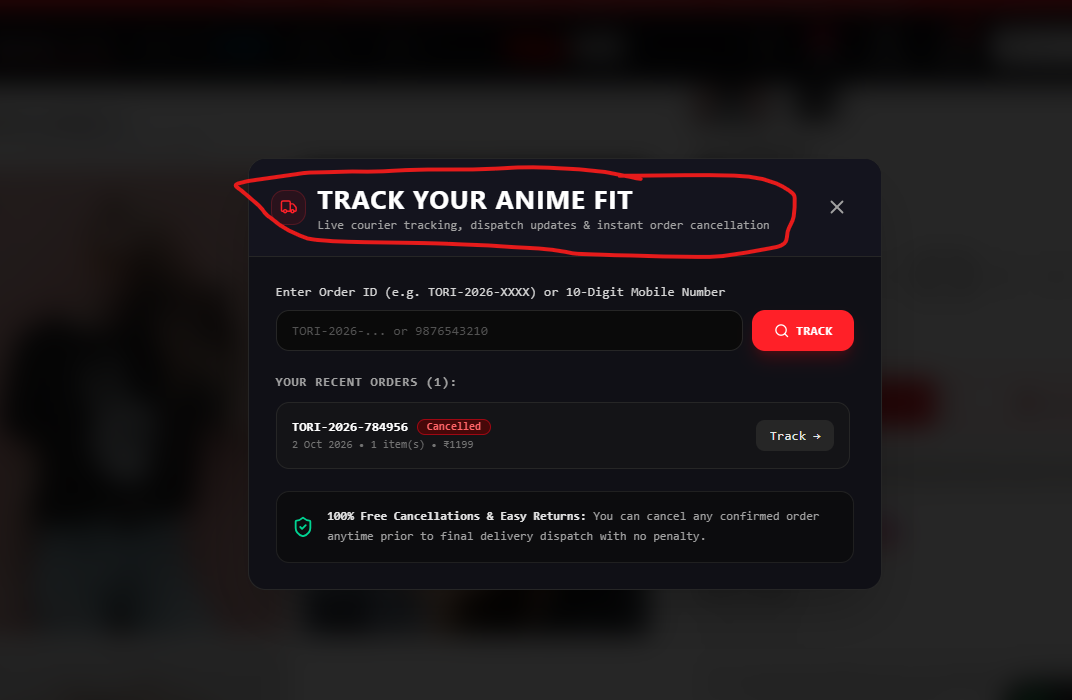 TRACK YOUR ANIME FIT
Live courier tracking, dispatch updates & instant order cancellation
Enter Order ID (e.g. TORI-2026-XXXX) or 10-Digit Mobile Number
TORI-2026-... or 9876543210
TRACK
YOUR RECENT ORDERS (1):
TORI-2026-784956 Cancelled
2 Oct 2026 • 1 item(s) • ₹1199
Track →
100% Free Cancellations & Easy Returns: You can cancel any confirmed order
anytime prior to final delivery dispatch with no penalty.